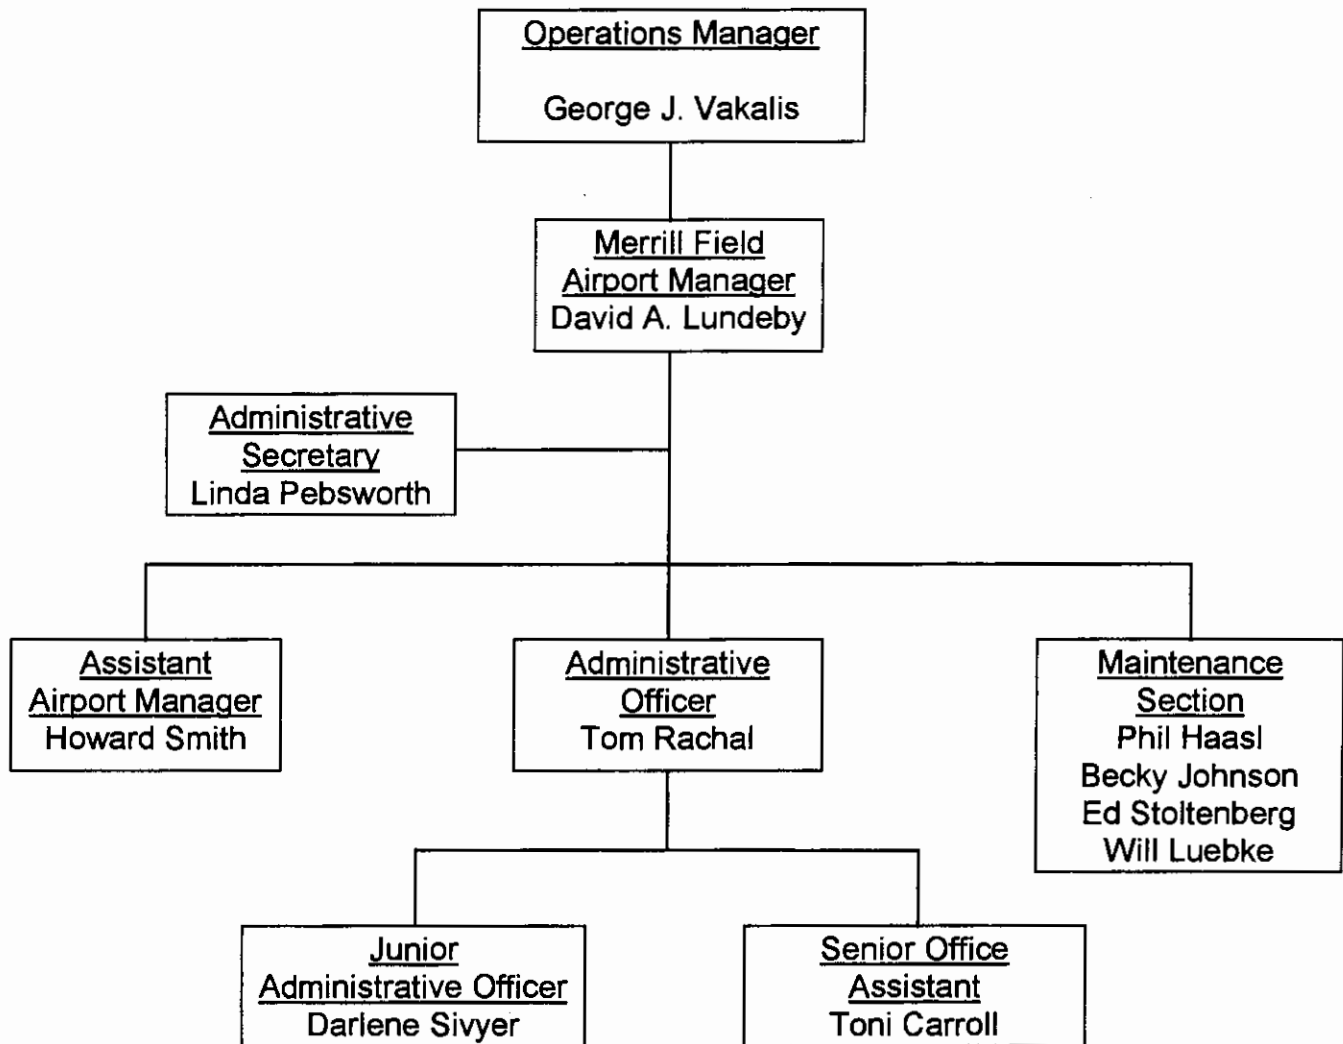 Operations Manager
George J. Vakalis
Merrill Field
Airport Manager
David A. Lundeby
Administrative
Secretary
Linda Pebsworth
Assistant
Airport Manager
Howard Smith
Administrative
Officer
Tom Rachal
Maintenance
Section
Phil Haasl
Becky Johnson
Ed Stoltenberg
Will Luebke
Junior
Administrative Officer
Darlene Sivyer
Senior Office
Assistant
Toni Carroll